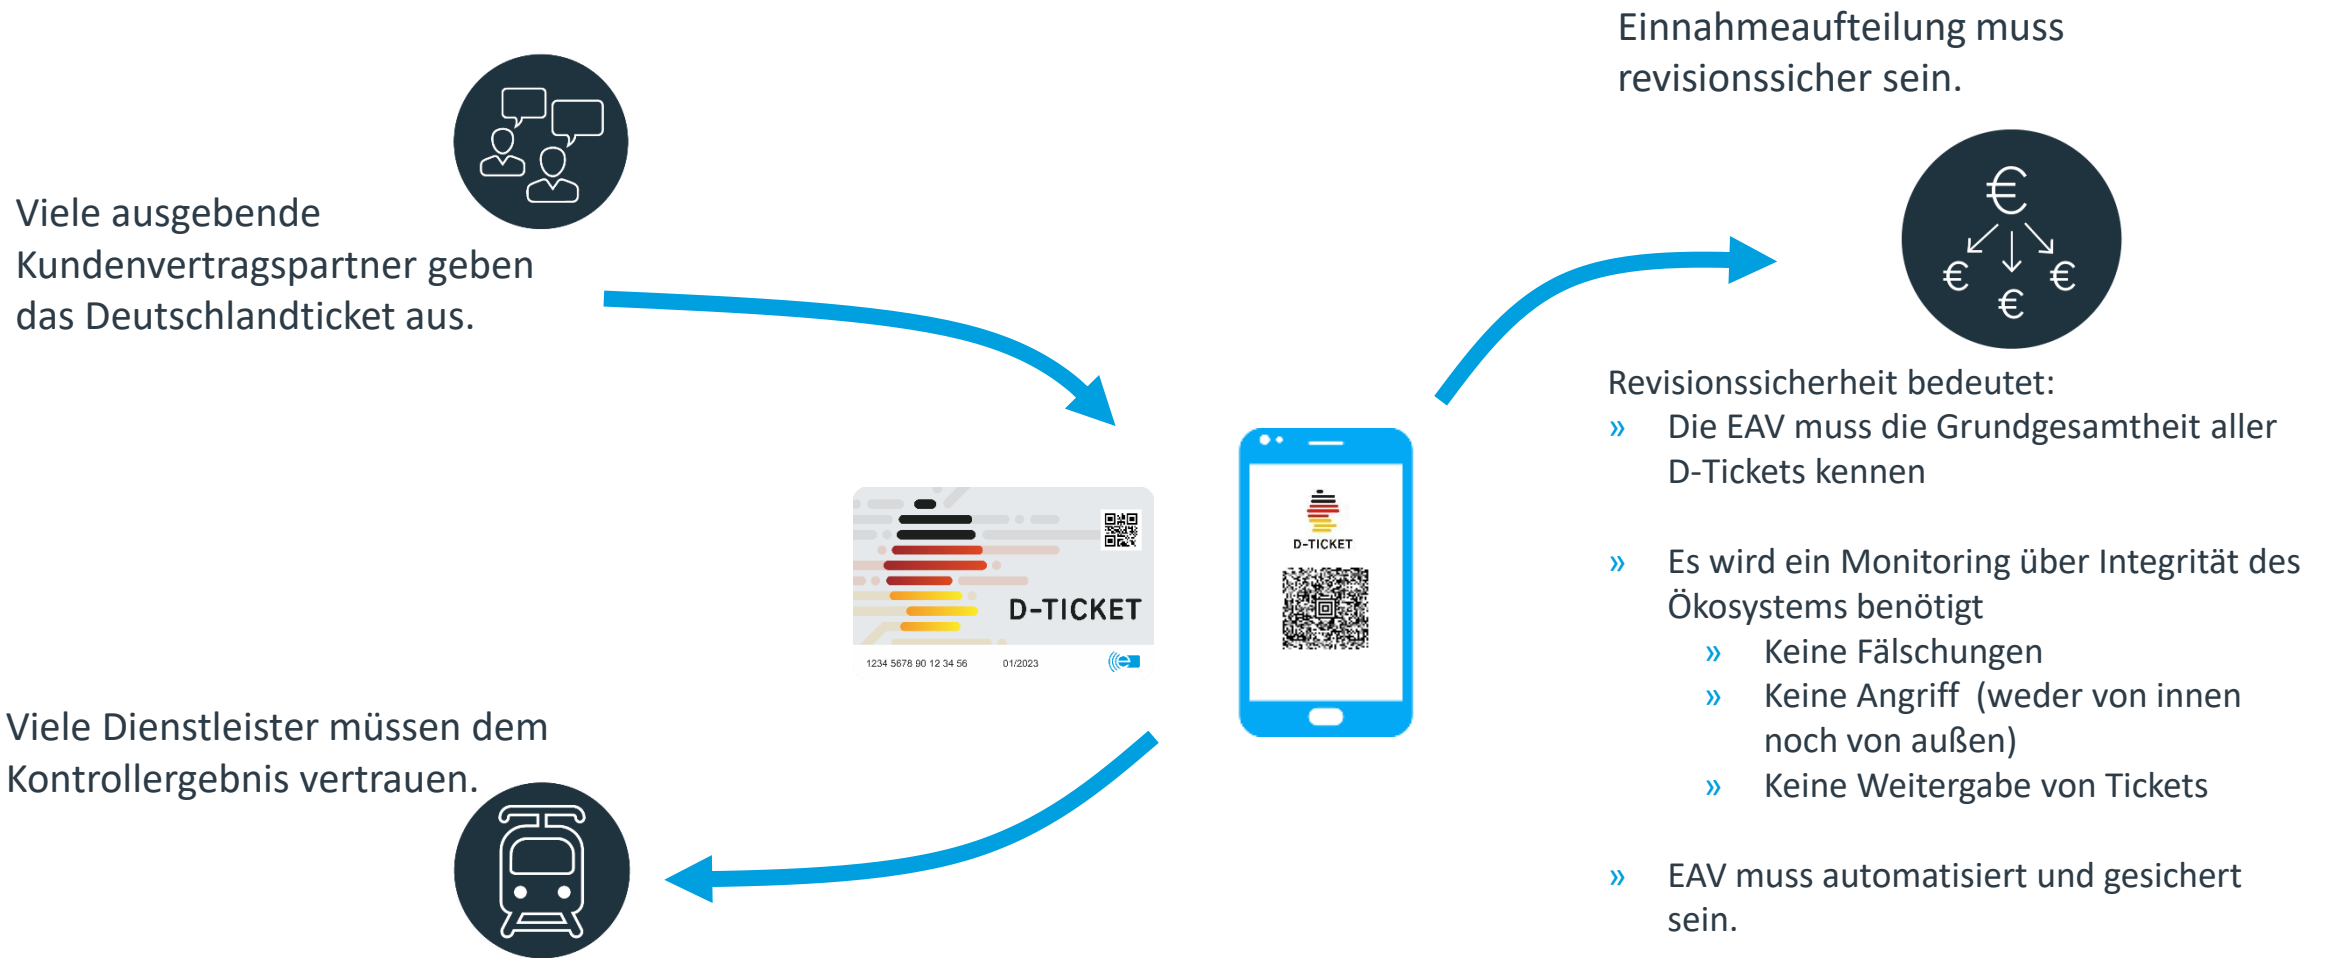 Viele ausgebende
Kundenvertragspartner geben
das Deutschlandticket aus.
D-TICKET
1234 5678 90 12 34 56 01/2023
D-TICKET
Viele Dienstleister müssen dem
Kontrollergebnis vertrauen.
Einnahmeaufteilung muss
revisionssicher sein.
€
€ € €
Revisionssicherheit bedeutet:
» Die EAV muss die Grundgesamtheit aller
D-Tickets kennen
» Es wird ein Monitoring über Integrität des
Ökosystems benötigt
» Keine Fälschungen
» Keine Angriff (weder von innen
noch von außen)
» Keine Weitergabe von Tickets
» EAV muss automatisiert und gesichert
sein.